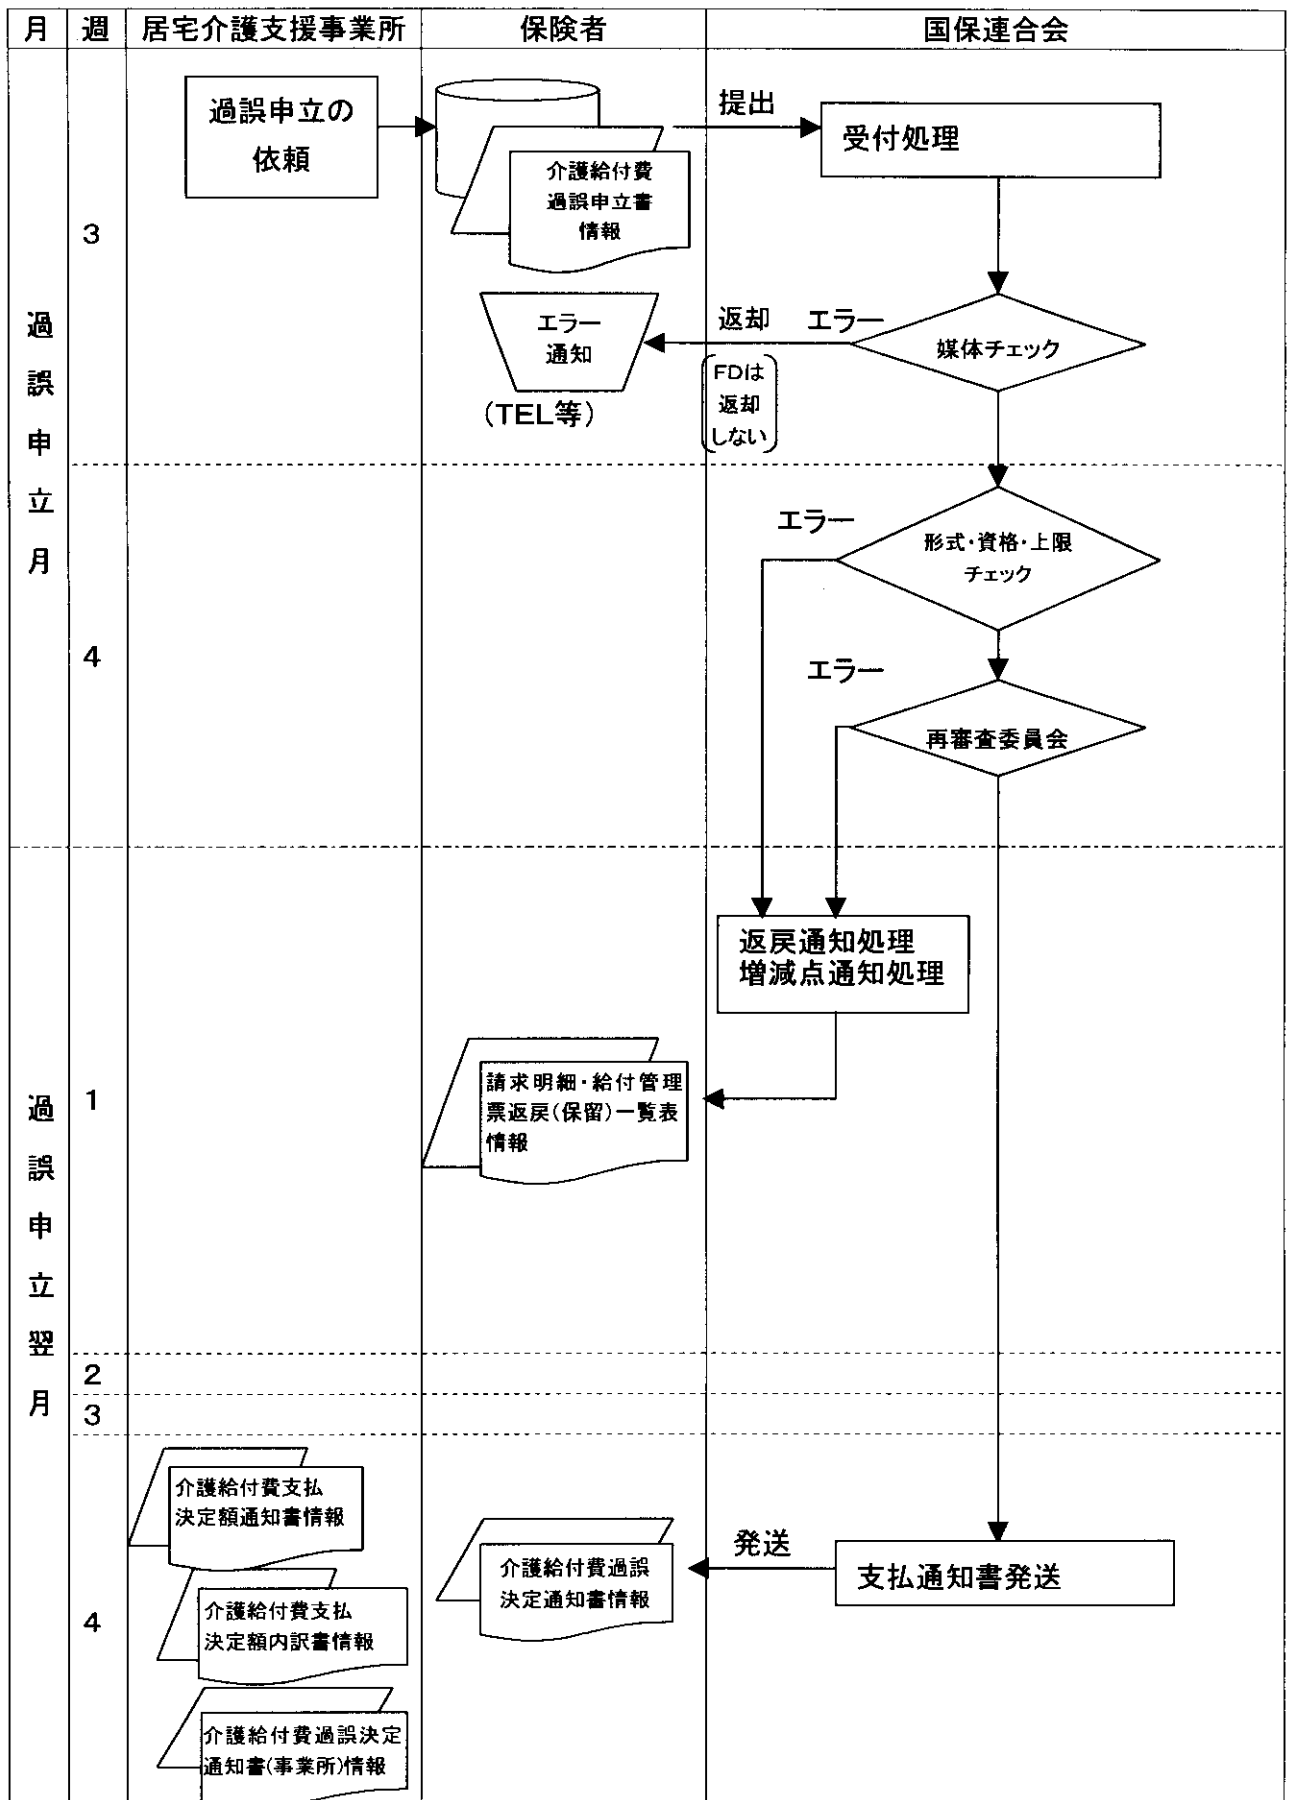 月 週 居宅介護支援事業所 保険者 国保連合会
過誤申立月
3
過誤申立の
依頼
介護給付費
過誤申立書
情報
提出
受付処理
エラー
通知
(TEL等)
返却
エラー
FDは
返却
しない
媒体チェック
4
エラー
形式・資格・上限
チェック
エラー
再審査委員会
過誤申立翌月
1
返戻通知処理
増減点通知処理
請求明細・給付管理
票返戻(保留)一覧表
情報
2
3
4
介護給付費支払
決定額通知書情報
介護給付費支払
決定額内訳書情報
介護給付費過誤決定
通知書(事業所)情報
介護給付費過誤
決定通知書情報
発送
支払通知書発送